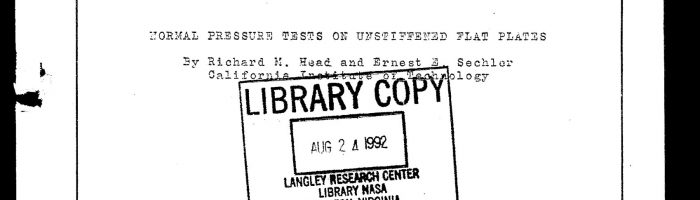 NORMAL PRESSURE TESTS ON UNSTIFFENED FLAT PLATES
By Richard M. Head and Ernest E. Sechler
California Institute of Technology
LIBRARY COPY
AUG 24 1992
LANGLEY RESEARCH CENTER
LIBRARY NASA
VIRGINIA